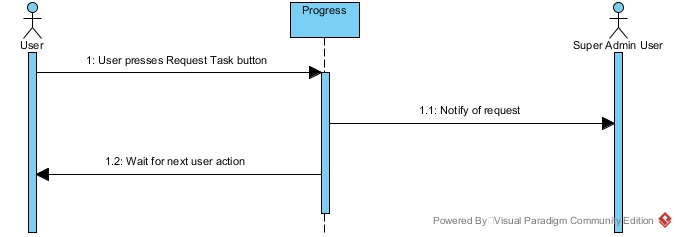 Progress
User
Super Admin User
1: User presses Request Task button
1.1: Notify of request
1.2: Wait for next user action
Powered By Visual Paradigm Community Edition